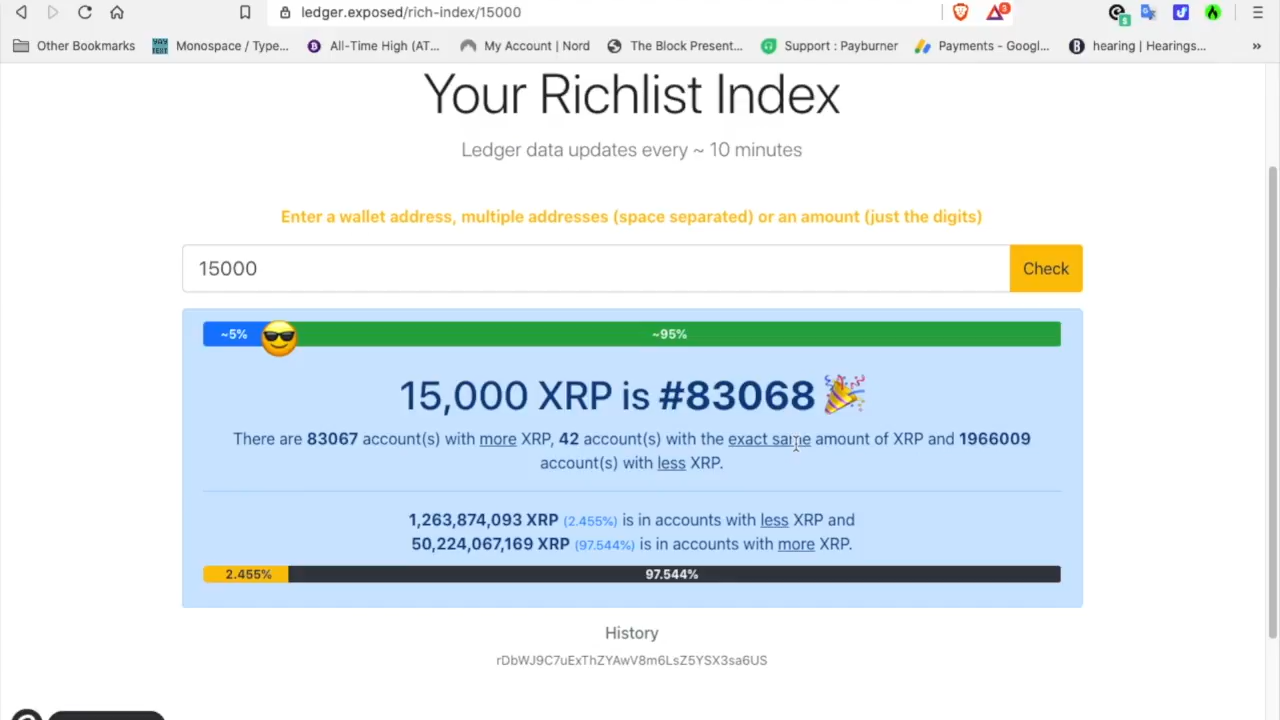 ledger.exposed/rich-index/15000
3
$
Other Bookmarks
Monospace / Type...
All-Time High (AT...
My Account | Nord
The Block Present...
Support : Payburner
Payments - Googl...
hearing | Hearings...
»
Your Richlist Index
Ledger data updates every ~ 10 minutes
Enter a wallet address, multiple addresses (space separated) or an amount (just the digits)
15000
Check
~5%
~95%
15,000 XRP is #83068 🎉
There are 83067 account(s) with more XRP, 42 account(s) with the exact same amount of XRP and 1966009
account(s) with less XRP.
1,263,874,093 XRP (2.455%) is in accounts with less XRP and
50,224,067,169 XRP (97.544%) is in accounts with more XRP.
2.455%
97.544%
History
rDbWJ9C7uExThZYAwV8m6LsZ5YSX3sa6US